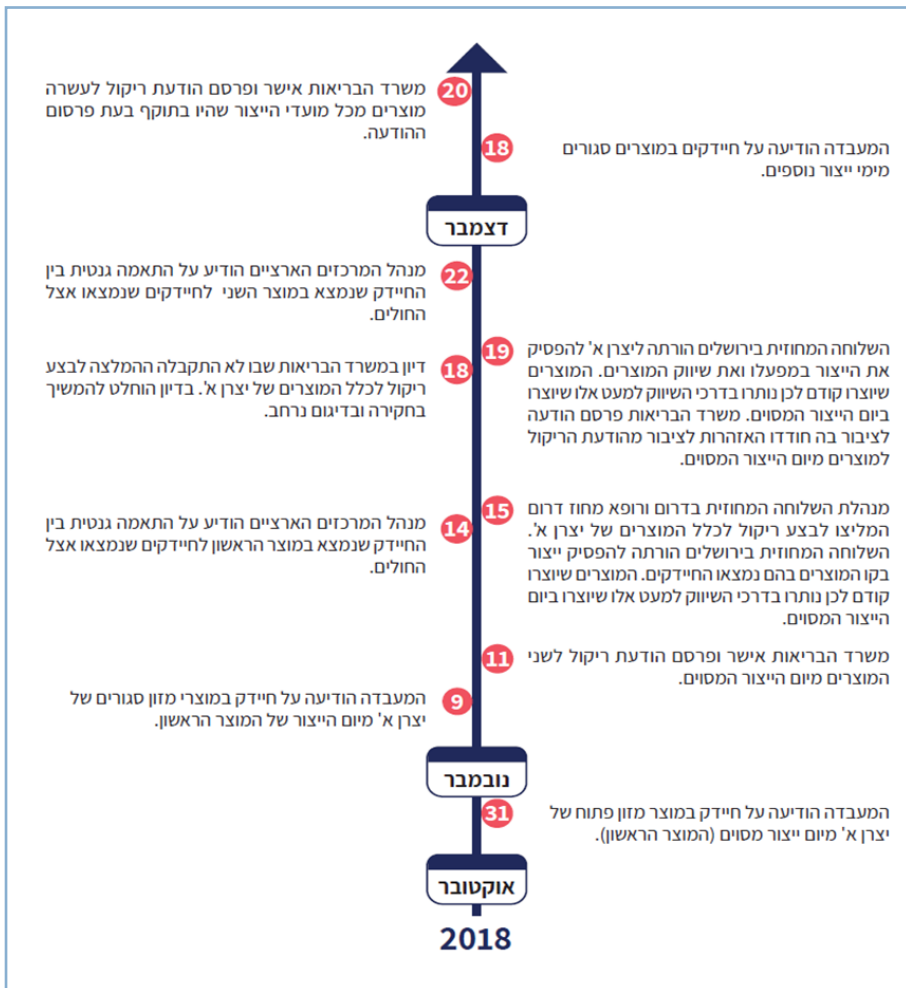 20
משרד הבריאות אישר ופרסם הודעת ריקול לעשרה
מוצרים מכל מועדי הייצור שהיו בתוקף בעת פרסום
ההודעה.
18
המעבדה הודיעה על חיידקים במוצרים סגורים
מימי ייצור נוספים.
דצמבר
22
מנהל המרכזים הארציים הודיע על התאמה גנטית בין
החיידק שנמצא במוצר השני לחיידקים שנמצאו אצל
החולים.
19
השלוחה המחוזית בירושלים הורתה ליצרן א' להפסיק
את הייצור במפעלו ואת שיווק המוצרים. המוצרים
שיוצרו קודם לכן נותרו בדרכי השיווק למעט אלו שיוצרו
ביום הייצור המסוים. משרד הבריאות פרסם הודעה
לציבור בה חודדו האזהרות לציבור מהודעת הריקול
למוצרים מיום הייצור המסוים.
18
דיון במשרד הבריאות שבו לא התקבלה ההמלצה לבצע
ריקול לכלל המוצרים של יצרן א'. בדיון הוחלט להמשיך
בחקירה ובדיגום נרחב.
15
מנהלת השלוחה המחוזית בדרום ורופא מחוז דרום
המליצו לבצע ריקול לכלל המוצרים של יצרן א'.
השלוחה המחוזית בירושלים הורתה להפסיק ייצור
בקו המוצרים בהם נמצאו החיידקים. המוצרים שיוצרו
קודם לכן נותרו בדרכי השיווק למעט אלו שיוצרו ביום
הייצור המסוים.
14
מנהל המרכזים הארציים הודיע על התאמה גנטית בין
החיידק שנמצא במוצר הראשון לחיידקים שנמצאו אצל
החולים.
11
משרד הבריאות אישר ופרסם הודעת ריקול לשני
המוצרים מיום הייצור המסוים.
9
המעבדה הודיעה על חיידק במוצרי מזון סגורים של
יצרן א' מיום הייצור של המוצר הראשון.
נובמבר
31
המעבדה הודיעה על חיידק במוצר מזון פתוח של
יצרן א' מיום ייצור מסוים (המוצר הראשון).
אוקטובר
2018